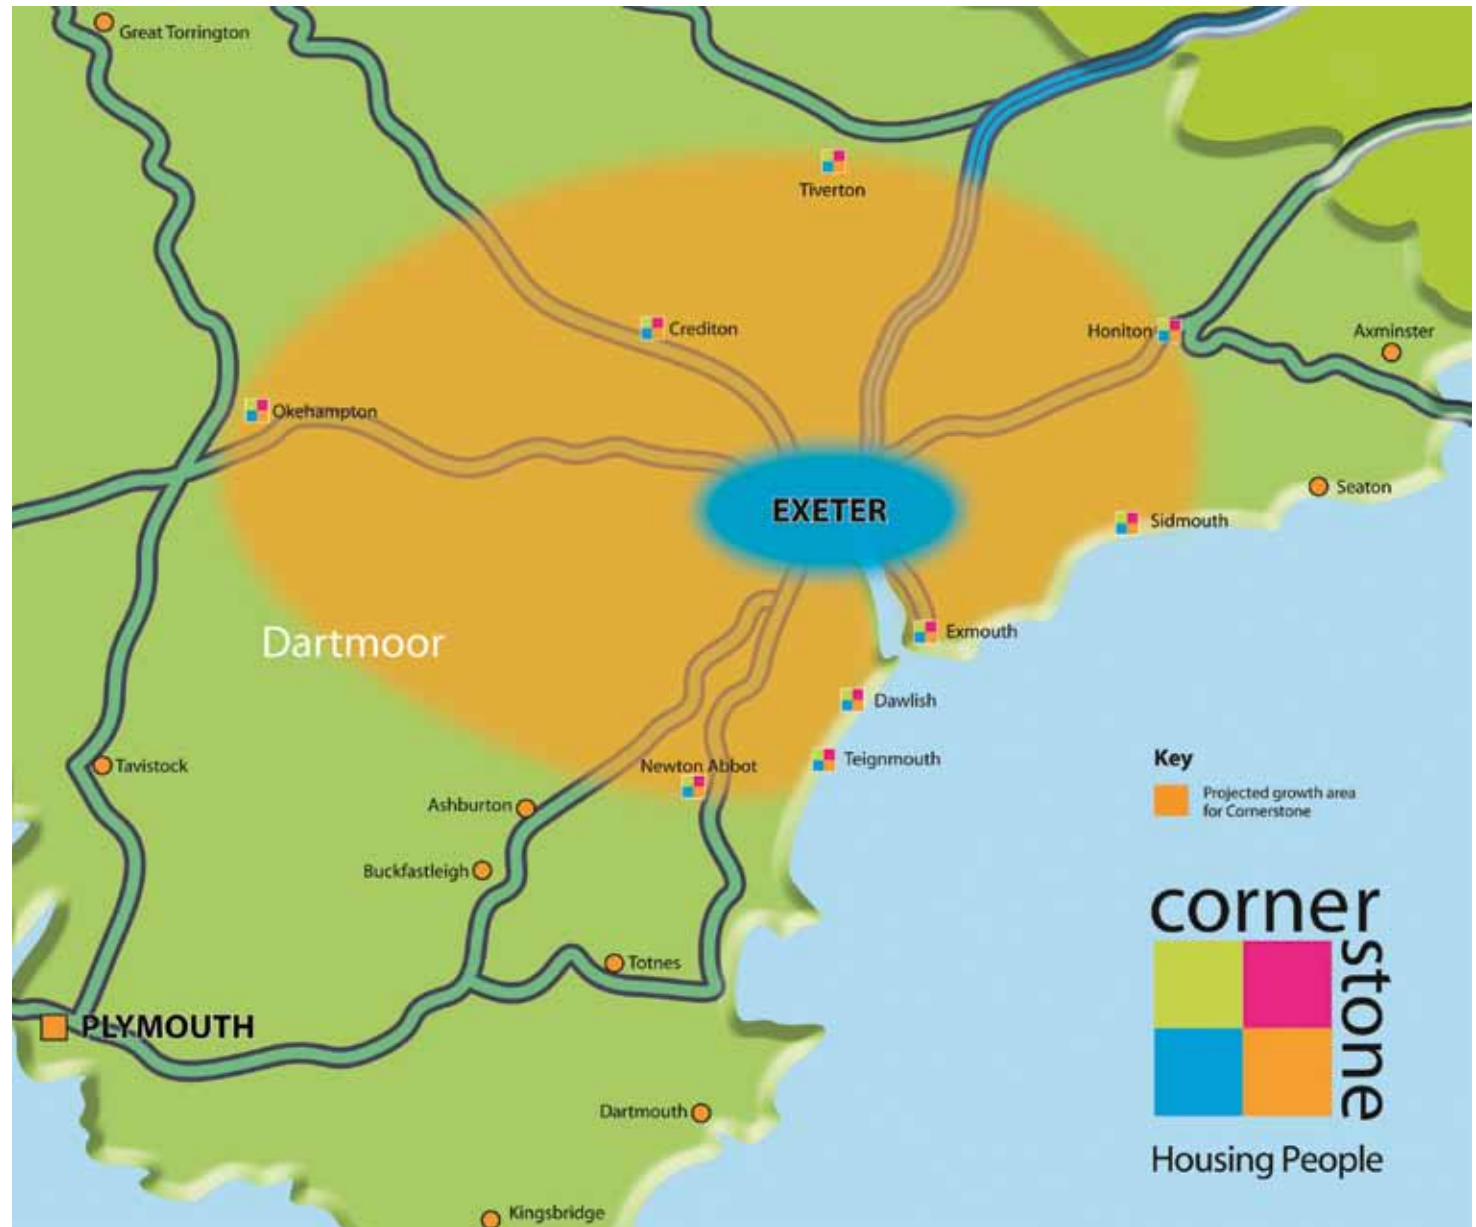 Great Torrington
Tiverton
Crediton
Honiton
Axminster
Okehampton
EXETER
Seaton
Sidmouth
Exmouth
Dartmoor
Dawlish
Teignmouth
Newton Abbot
Tavistock
Ashburton
Buckfastleigh
Totnes
PLYMOUTH
Dartmouth
Kingsbridge
Key
Projected growth area
for Cornerstone
corner
stone
Housing People